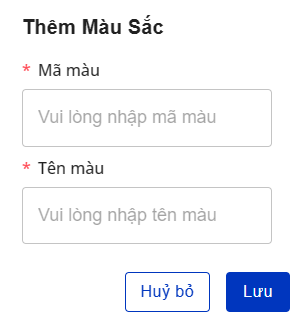 Thêm Màu Sắc
* Mã màu
Vui lòng nhập mã màu
* Tên màu
Vui lòng nhập tên màu
Huỷ bỏ Lưu